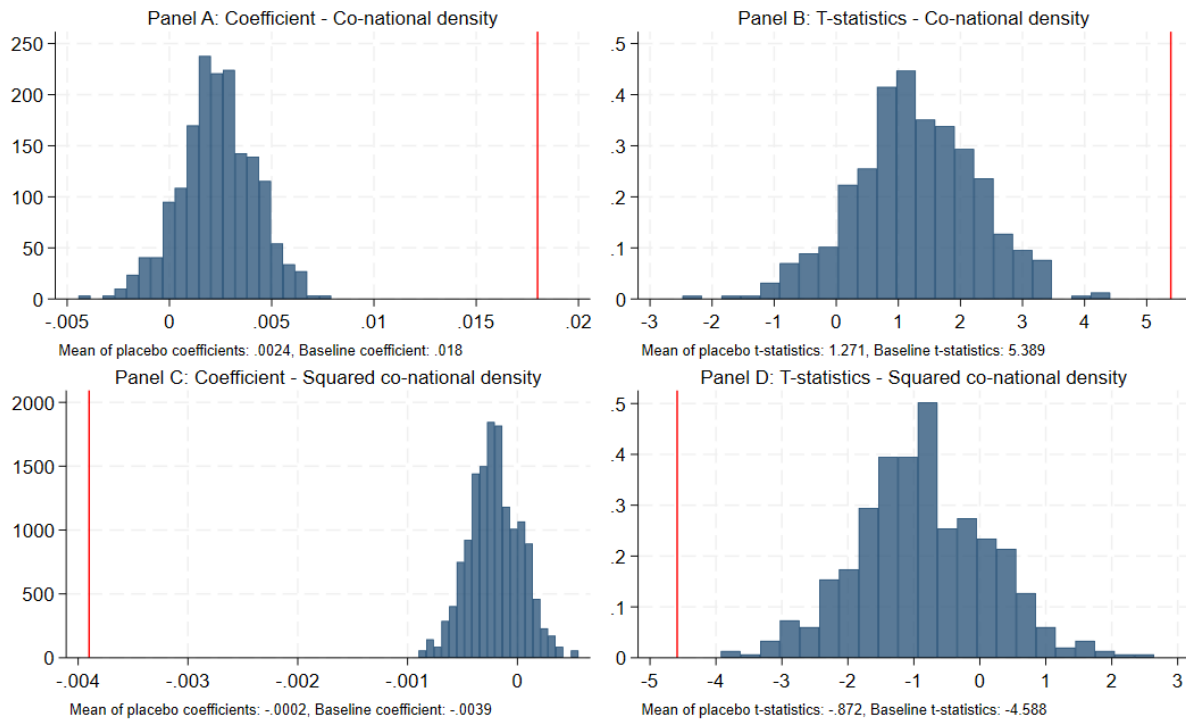 Panel A: Coefficient - Co-national density
250
200
150
100
50
0
-.005 0 .005 .01 .015 .02
Mean of placebo coefficients: .0024, Baseline coefficient: .018
Panel B: T-statistics - Co-national density
.5
.4
.3
.2
.1
0
-3 -2 -1 0 1 2 3 4 5
Mean of placebo t-statistics: 1.271, Baseline t-statistics: 5.389
Panel C: Coefficient - Squared co-national density
2000
1500
1000
500
0
-.004 -.003 -.002 -.001 0
Mean of placebo coefficients: -.0002, Baseline coefficient: -.0039
Panel D: T-statistics - Squared co-national density
.5
.4
.3
.2
.1
0
-5 -4 -3 -2 -1 0 1 2 3
Mean of placebo t-statistics: -.872, Baseline t-statistics: -4.588